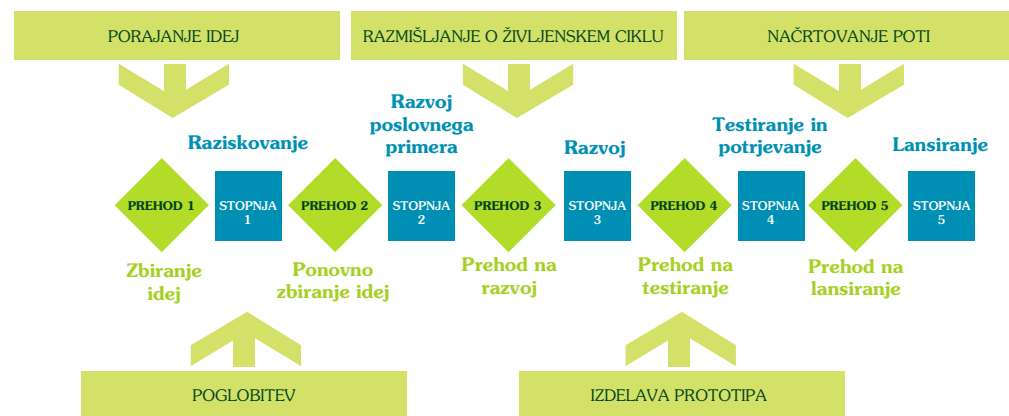 PORAJANJE IDEJ
RAZMIŠLJANJE O ŽIVLJENSKEM CIKLU
NAČRTOVANJE POTI
Raziskovanje
Razvoj
poslovnega
primera
Razvoj
Testiranje in
potrjevanje
Lansiranje
PREHOD 1
STOPNJA
1
PREHOD 2
STOPNJA
2
PREHOD 3
STOPNJA
3
PREHOD 4
STOPNJA
4
PREHOD 5
STOPNJA
5
Zbiranje
idej
Ponovno
zbiranje idej
Prehod na
razvoj
Prehod na
testiranje
Prehod na
lansiranje
POGLOBITEV
IZDELAVA PROTOTIPA